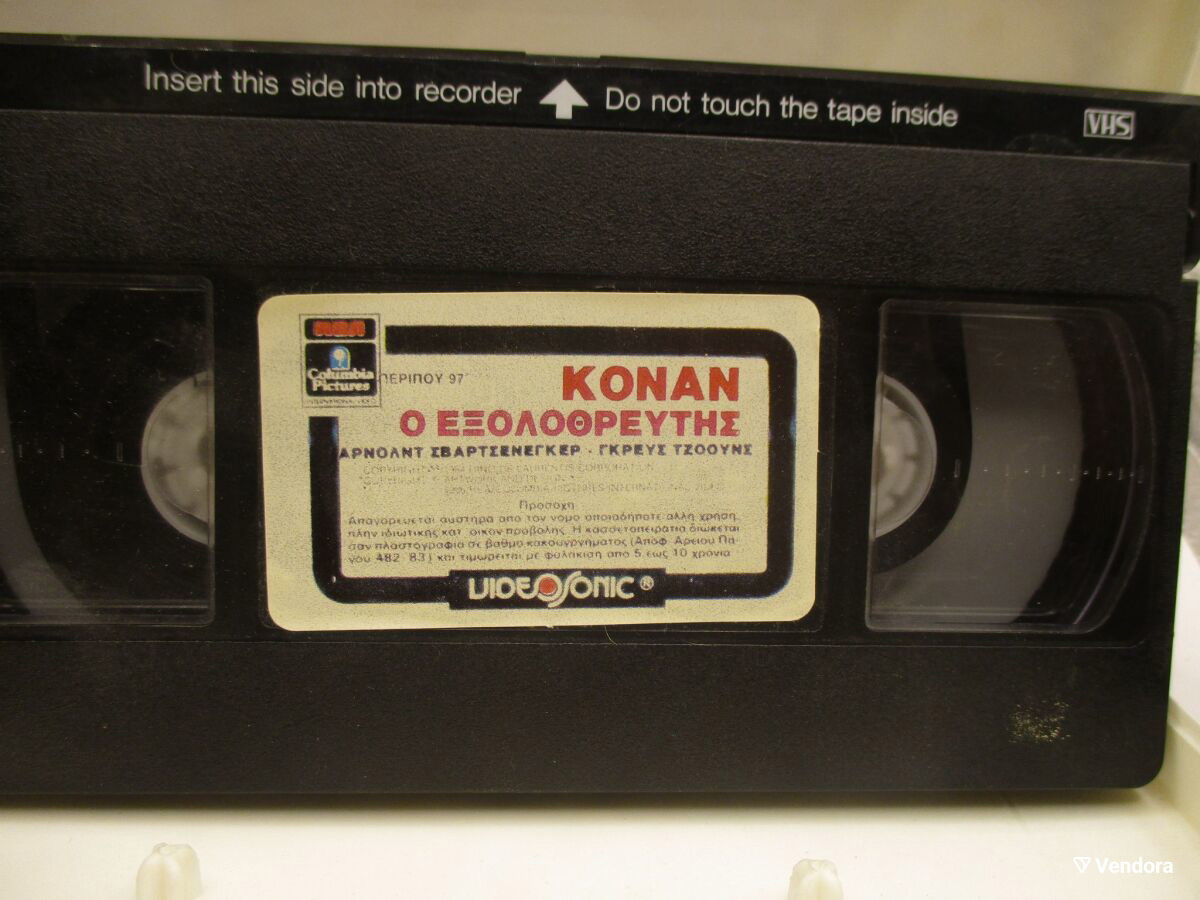 Insert this side into recorder
Do not touch the tape inside
VHS
RCA
Columbia
Pictures
ΠΕΡΙΠΟΥ 97
ΚΟΝΑΝ
Ο ΕΞΟΛΟΘΡΕΥΤΗΣ
ΑΡΝΟΛΝΤ ΣΒΑΡΤΣΕΝΕΓΚΕΡ · ΓΚΡΕΥΣ ΤΖΟΟΥΝΣ
Προσοχη
Απαγορευεται αυστηρα απο τον νομο οποιαδηποτε αλλη χρηση,
πλην ιδιωτικης κατ' οικον προβολης. Η κασσετοπειρατια διωκεται
σαν πλαστογραφια σε βαθμο κακουργηματος (Αποφ. Αρειου Πα-
γου 482/83) και τιμωρειται με φυλακιση απο 5 εως 10 χρονια
VIDEOSONIC ®
Vendora